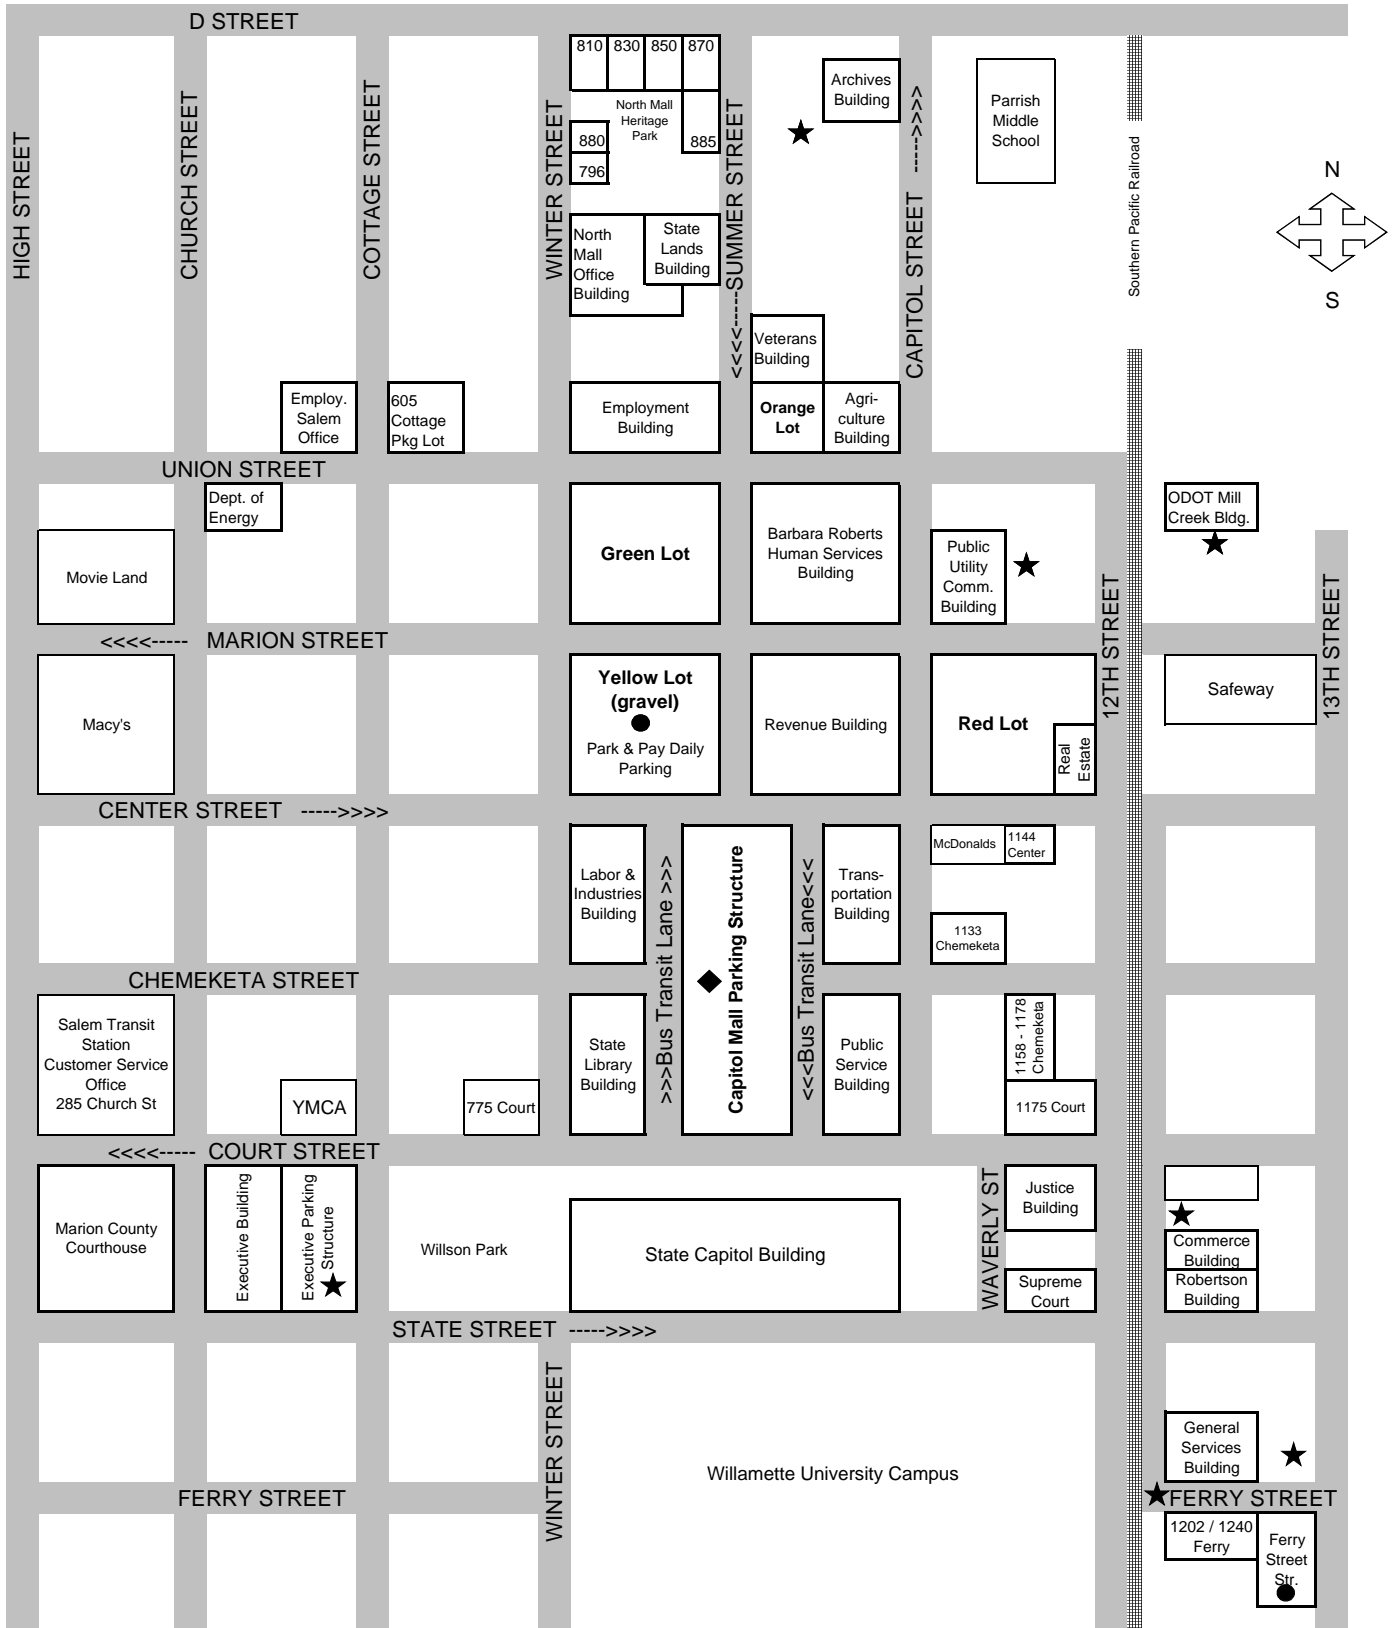 D STREET
810 830 850 870
North Mall
Heritage
Park
880
885
796
Archives
Building
Parrish
Middle
School
HIGH STREET
CHURCH STREET
COTTAGE STREET
WINTER STREET
<<<<-----SUMMER STREET
CAPITOL STREET ----->>>>
Southern Pacific Railroad
N
S
North
Mall
Office
Building
State
Lands
Building
Veterans
Building
Employ.
Salem
Office
605
Cottage
Pkg Lot
Employment
Building
Orange
Lot
Agri-
culture
Building
UNION STREET
Dept. of
Energy
ODOT Mill
Creek Bldg.
Movie Land
Green Lot
Barbara Roberts
Human Services
Building
Public
Utility
Comm.
Building
12TH STREET
13TH STREET
<<<<----- MARION STREET
Macy's
Yellow Lot
(gravel)
Park & Pay Daily
Parking
Revenue Building
Red Lot
Real
Estate
Safeway
CENTER STREET ----->>>>
Labor &
Industries
Building
>>>Bus Transit Lane >>>
Capitol Mall Parking Structure
<<<Bus Transit Lane<<<
Trans-
portation
Building
McDonalds
1144
Center
1133
Chemeketa
CHEMEKETA STREET
Salem Transit
Station
Customer Service
Office
285 Church St
YMCA
775 Court
State
Library
Building
Public
Service
Building
1158 - 1178
Chemeketa
1175 Court
<<<<----- COURT STREET
Marion County
Courthouse
Executive Building
Executive Parking
Structure
Willson Park
State Capitol Building
WAVERLY ST
Justice
Building
Supreme
Court
Commerce
Building
Robertson
Building
STATE STREET ----->>>>
WINTER STREET
Willamette University Campus
General
Services
Building
FERRY STREET
FERRY STREET
1202 / 1240
Ferry
Ferry
Street
Str.